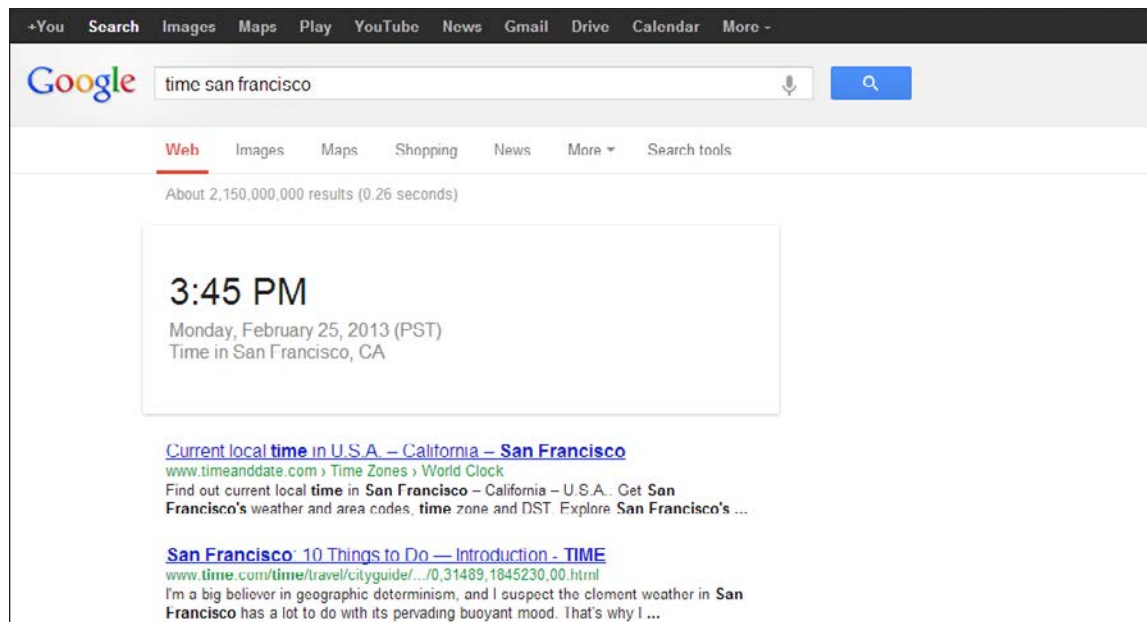 +You Search Images Maps Play YouTube News Gmail Drive Calendar More -
Google time san francisco
Web Images Maps Shopping News More Search tools
About 2,150,000,000 results (0.26 seconds)
3:45 PM
Monday, February 25, 2013 (PST)
Time in San Francisco, CA
Current local time in U.S.A. – California – San Francisco
www.timeanddate.com › Time Zones › World Clock
Find out current local time in San Francisco – California – U.S.A.. Get San
Francisco's weather and area codes, time zone and DST. Explore San Francisco's ...
San Francisco: 10 Things to Do — Introduction - TIME
www.time.com/time/travel/cityguide/.../0,31489,1845230,00.html
I'm a big believer in geographic determinism, and I suspect the clement weather in San
Francisco has a lot to do with its pervading buoyant mood. That's why I ...